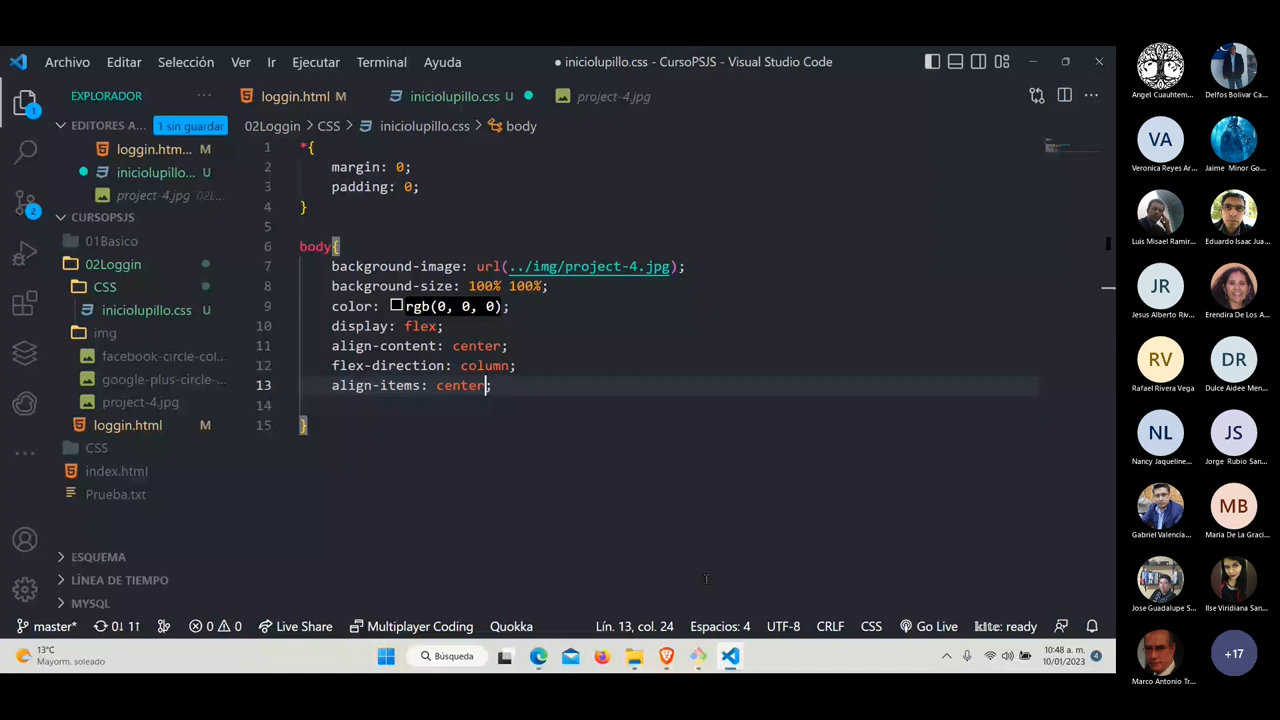 Archivo Editar Selección Ver Ir Ejecutar Terminal Ayuda
● iniciolupillo.css - CursoPSJS - Visual Studio Code
EXPLORADOR ...
loggin.html M
iniciolupillo.css U ●
project-4.jpg
EDITORES A... 1 sin guardar
02Loggin > CSS > iniciolupillo.css > body
loggin.htm... M
iniciolupillo... U
project-4.jpg 02L...
CURSOPSJS
01Basico
02Loggin
CSS
iniciolupillo.css U
img
facebook-circle-col...
google-plus-circle-...
project-4.jpg
loggin.html M
CSS
index.html
Prueba.txt
ESQUEMA
LÍNEA DE TIEMPO
MYSQL
1
2
1 *{
2 margin: 0;
3 padding: 0;
4 }
5
6 body{
7 background-image: url(../img/project-4.jpg);
8 background-size: 100% 100%;
9 color: rgb(0, 0, 0);
10 display: flex;
11 align-content: center;
12 flex-direction: column;
13 align-items: center;
14
15 }
master* 0↓ 1↑ 0 0 Live Share Multiplayer Coding Quokka Lín. 13, col. 24 Espacios: 4 UTF-8 CRLF CSS Go Live kite: ready
13°C
Mayorm. soleado
Búsqueda
10:48 a. m.
10/01/2023
4
Angel Cuauhtem...
Delfos Bolivar Ca...
VA
Veronica Reyes Ar...
Jaime Minor Go...
Luis Misael Ramir...
Eduardo Isaac Jua...
JR
Jesus Alberto Riv...
Erendira De Los A...
RV
Rafael Rivera Vega
DR
Dulce Aidee Men...
NL
Nancy Jaqueline...
JS
Jorge Rubio San...
Gabriel Valencia...
MB
Maria De La Graci...
Jose Guadalupe S...
Ilse Viridiana San...
Marco Antonio Tr...
+17